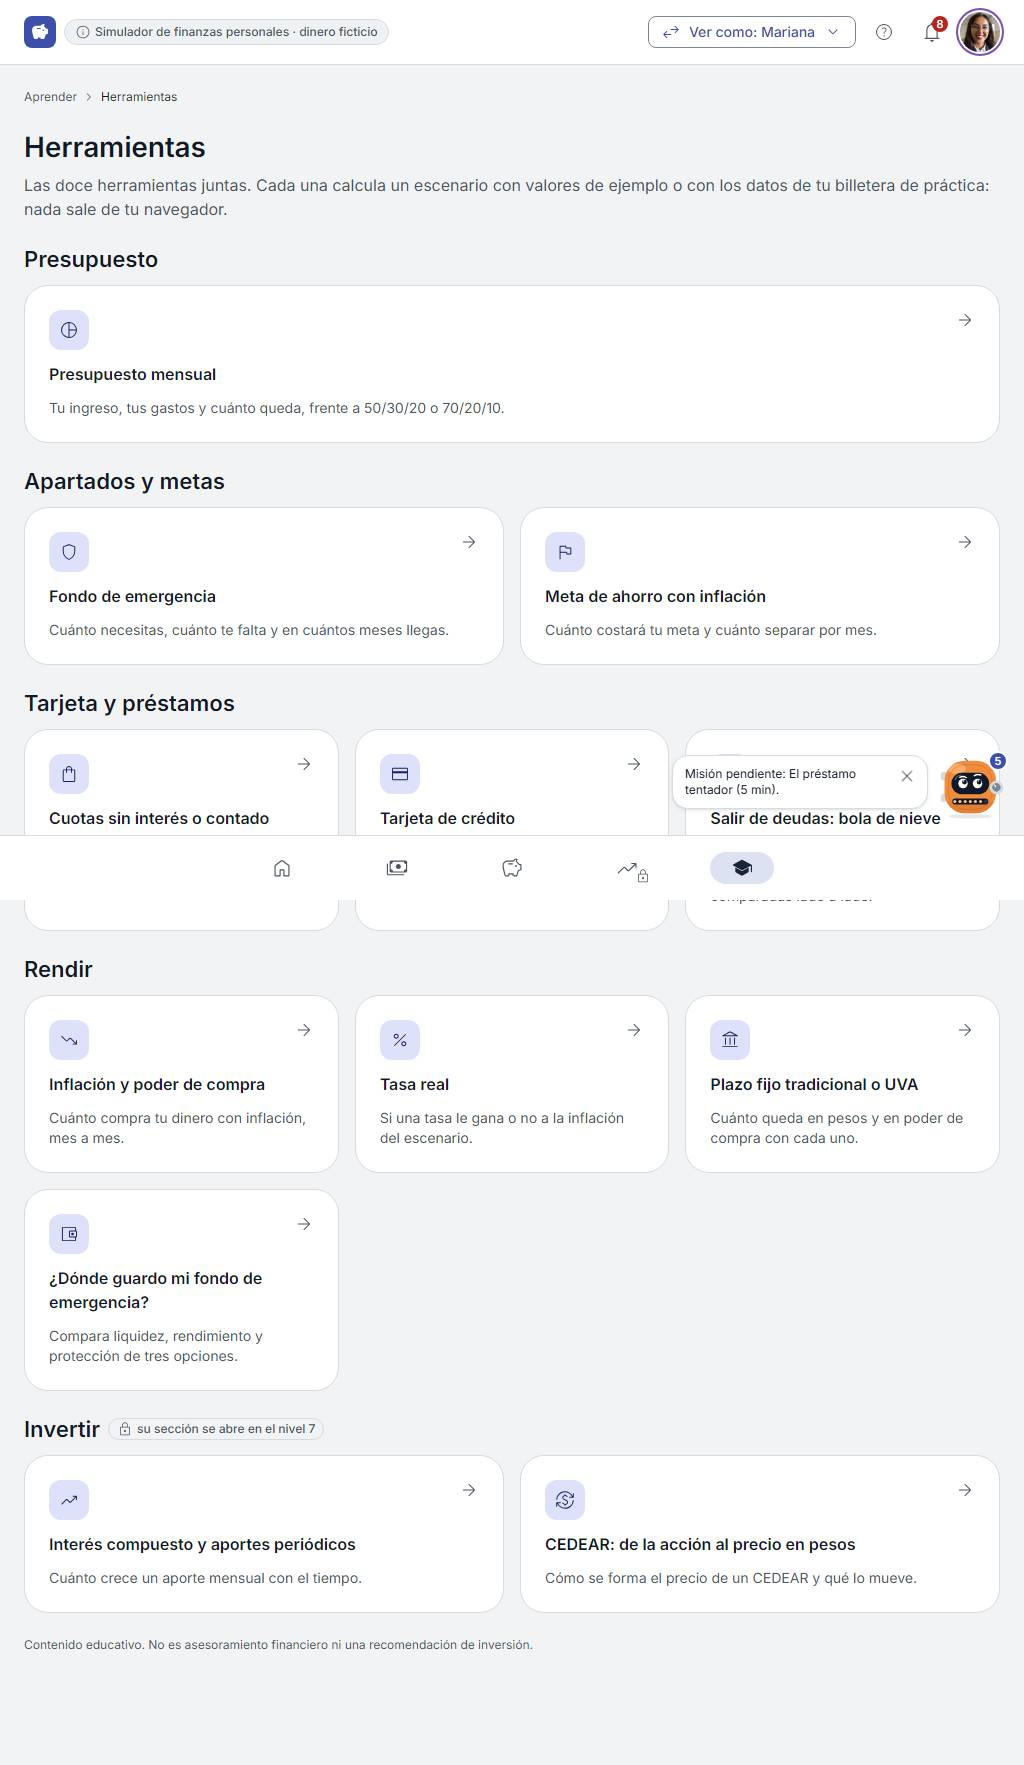 Simulador de finanzas personales · dinero ficticio
Ver como: Mariana
8
Aprender
Herramientas
Herramientas
Las doce herramientas juntas. Cada una calcula un escenario con valores de ejemplo o con los datos de tu billetera de práctica:
nada sale de tu navegador.
Presupuesto
Presupuesto mensual
Tu ingreso, tus gastos y cuánto queda, frente a 50/30/20 o 70/20/10.
Apartados y metas
Fondo de emergencia
Cuánto necesitas, cuánto te falta y en cuántos meses llegas.
Meta de ahorro con inflación
Cuánto costará tu meta y cuánto separar por mes.
Tarjeta y préstamos
Cuotas sin interés o contado
Tarjeta de crédito
Misión pendiente: El préstamo
tentador (5 min).
5
Salir de deudas: bola de nieve
Rendir
Inflación y poder de compra
Cuánto compra tu dinero con inflación,
mes a mes.
Tasa real
Si una tasa le gana o no a la inflación
del escenario.
Plazo fijo tradicional o UVA
Cuánto queda en pesos y en poder de
compra con cada uno.
¿Dónde guardo mi fondo de
emergencia?
Compara liquidez, rendimiento y
protección de tres opciones.
Invertir
su sección se abre en el nivel 7
Interés compuesto y aportes periódicos
Cuánto crece un aporte mensual con el tiempo.
CEDEAR: de la acción al precio en pesos
Cómo se forma el precio de un CEDEAR y qué lo mueve.
Contenido educativo. No es asesoramiento financiero ni una recomendación de inversión.